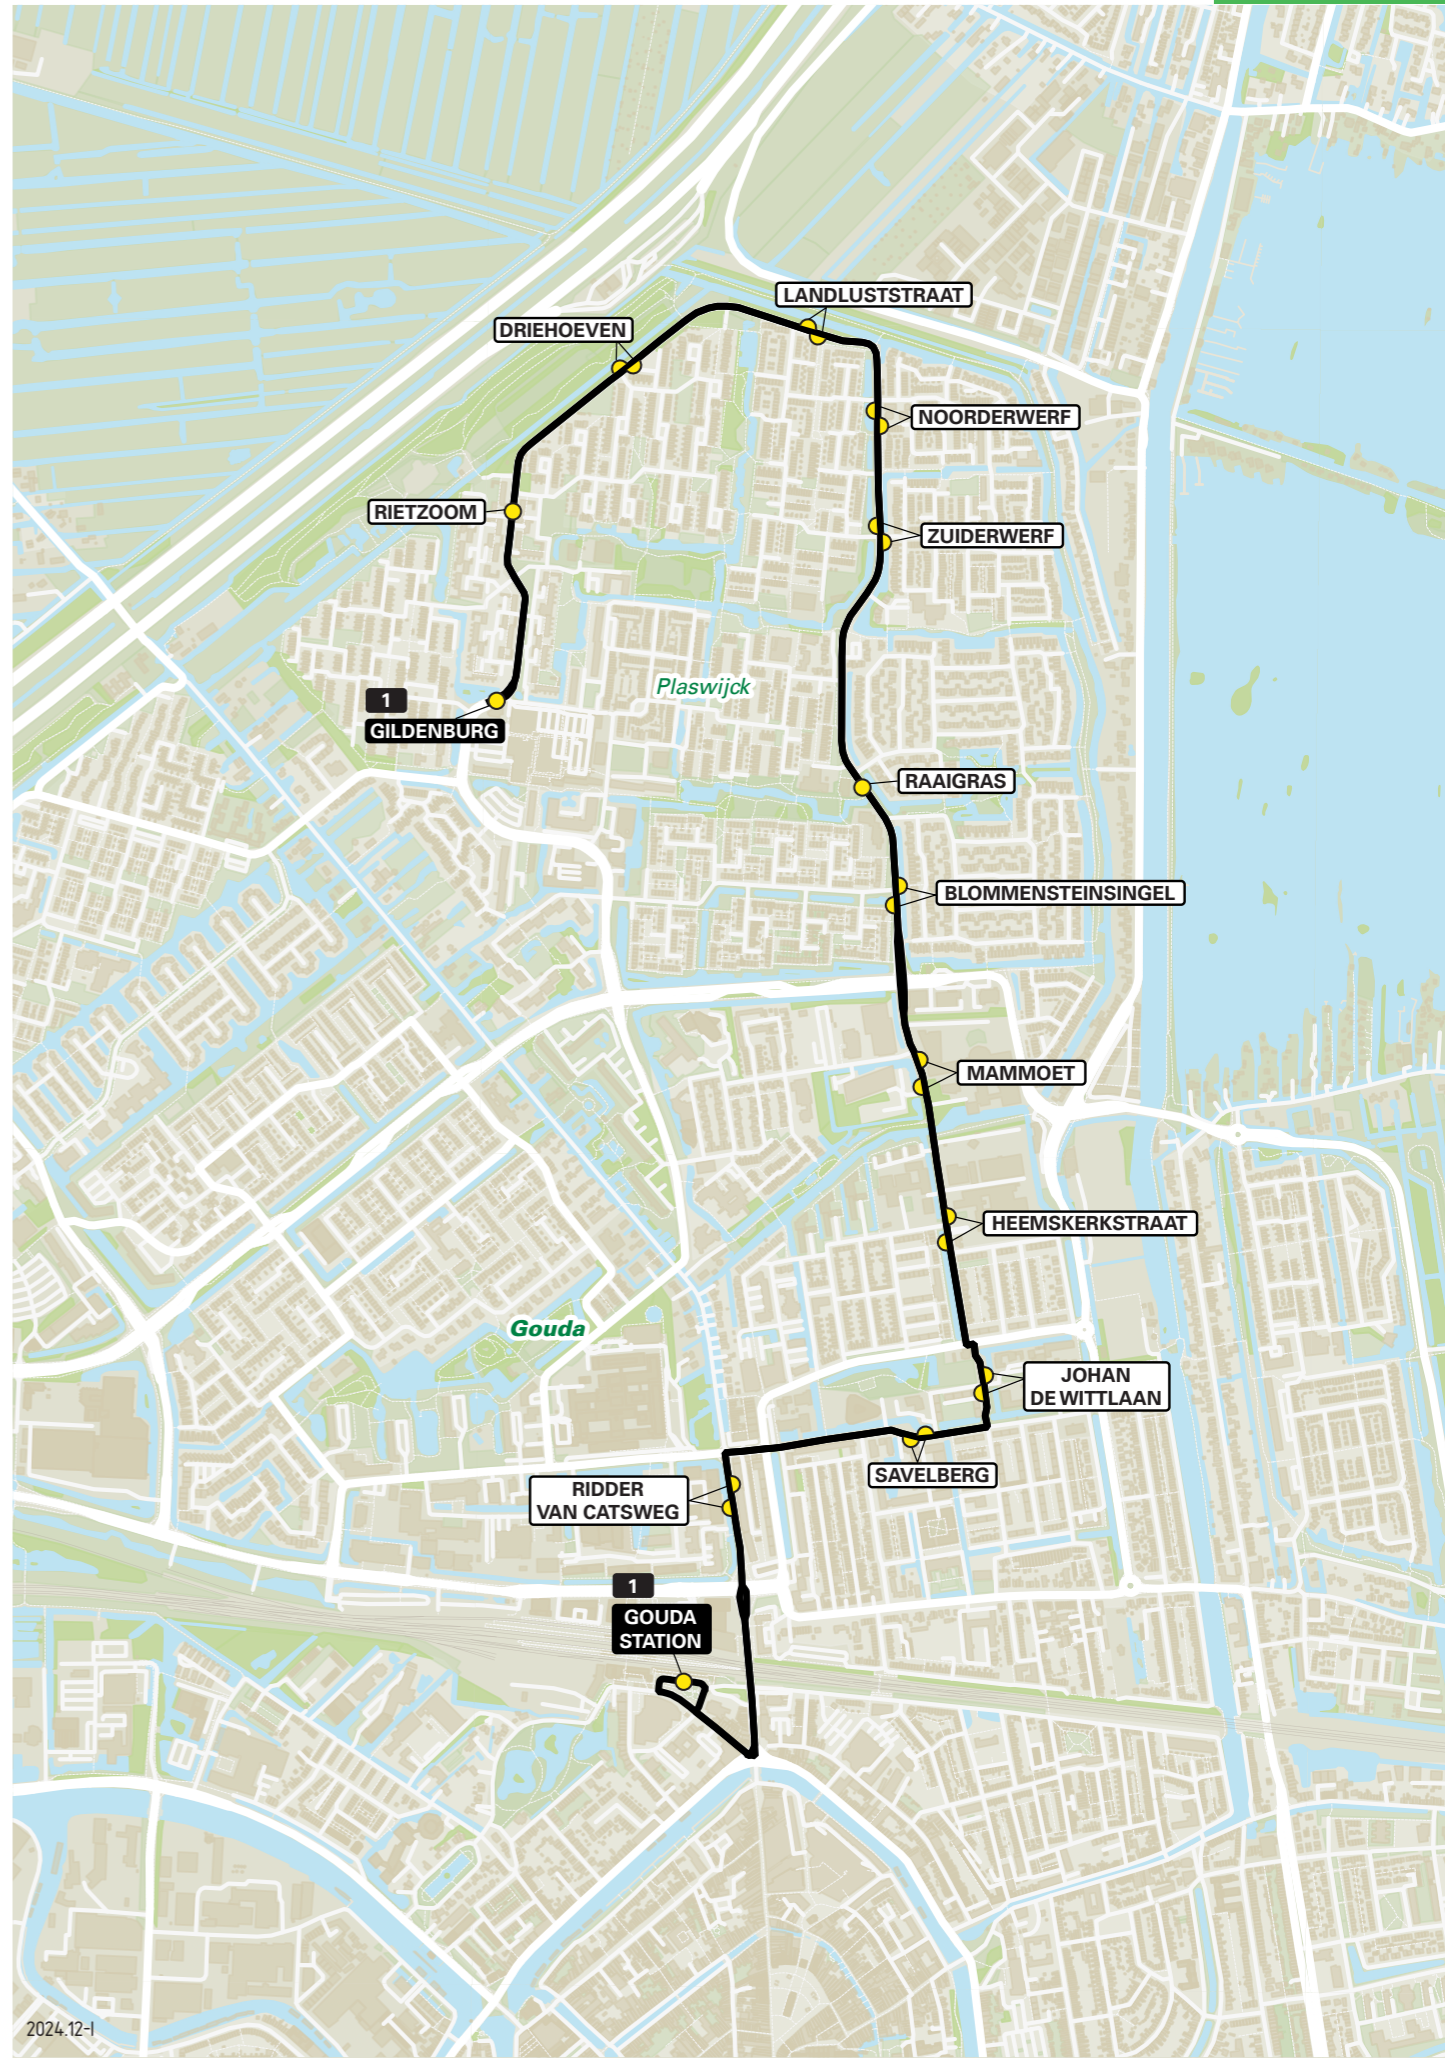 LANDLUSTSTRAAT
DRIEHOEVEN
NOORDERWERF
RIETZOOM
ZUIDERWERF
Plaswijck
1
GILDENBURG
RAAIGRAS
BLOMMENSTEINSINGEL
MAMMOET
HEEMSKERKSTRAAT
Gouda
JOHAN
DE WITTLAAN
SAVELBERG
RIDDER
VAN CATSWEG
1
GOUDA
STATION
2024.12-I